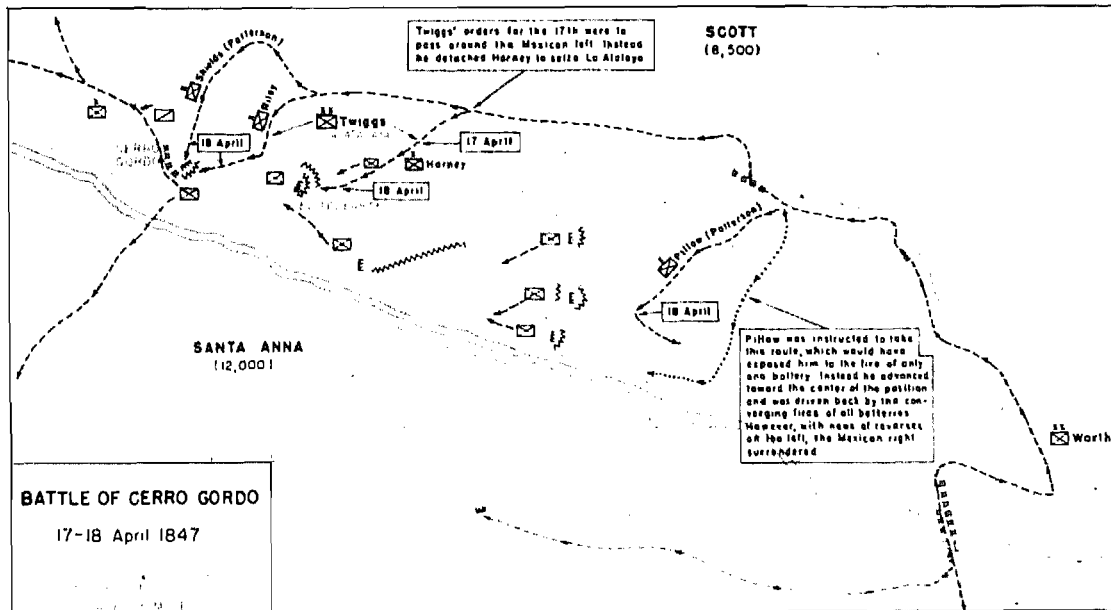 Twiggs' orders for the 17th were to
pass around the Mexican left. Instead
he detached Harney to seize La Atalaya
SCOTT
(8,500)
Shields (Patterson)
Riley
Twiggs
17 April
CERRO
GORDO
18 April
Harney
18 April
Pillow (Patterson)
E
E
E
E
18 April
SANTA ANNA
(12,000)
Pillow was instructed to take
this route, which would have
exposed him to the fire of only
one battery. Instead he advanced
toward the center of the position
and was driven back by the con-
verging fires of all batteries
However, with news of reverses
on the left, the Mexican right
surrendered
Worth
BATTLE OF CERRO GORDO
17-18 April 1847